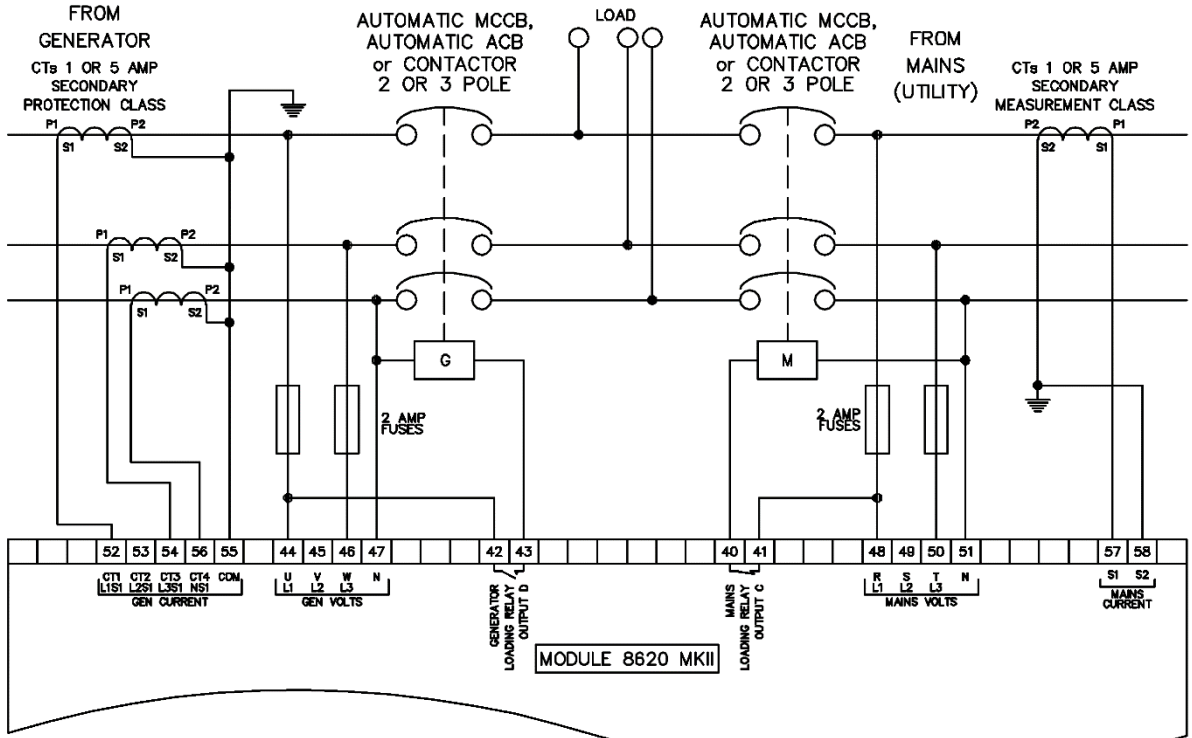 FROM
GENERATOR
CTs 1 OR 5 AMP
SECONDARY
PROTECTION CLASS
AUTOMATIC MCCB,
AUTOMATIC ACB
or CONTACTOR
2 OR 3 POLE
LOAD
AUTOMATIC MCCB,
AUTOMATIC ACB
or CONTACTOR
2 OR 3 POLE
FROM
MAINS
(UTILITY)
CTs 1 OR 5 AMP
SECONDARY
MEASUREMENT CLASS
P1 P2
S1 S2
P2 P1
S2 S1
P1 P2
S1 S2
P1 P2
S1 S2
G
M
2 AMP
FUSES
2 AMP
FUSES
52 53 54 56 55 44 45 46 47 42 43 40 41 48 49 50 51 57 58
CT1 CT2 CT3 CT4 COM
L1S1 L2S1 L3S1 NS1
GEN CURRENT
U V W N
L1 L2 L3
GEN VOLTS
GENERATOR
LOADING RELAY
OUTPUT D
MAINS
LOADING RELAY
OUTPUT C
R S T N
L1 L2 L3
MAINS VOLTS
S1 S2
MAINS
CURRENT
MODULE 8620 MKII